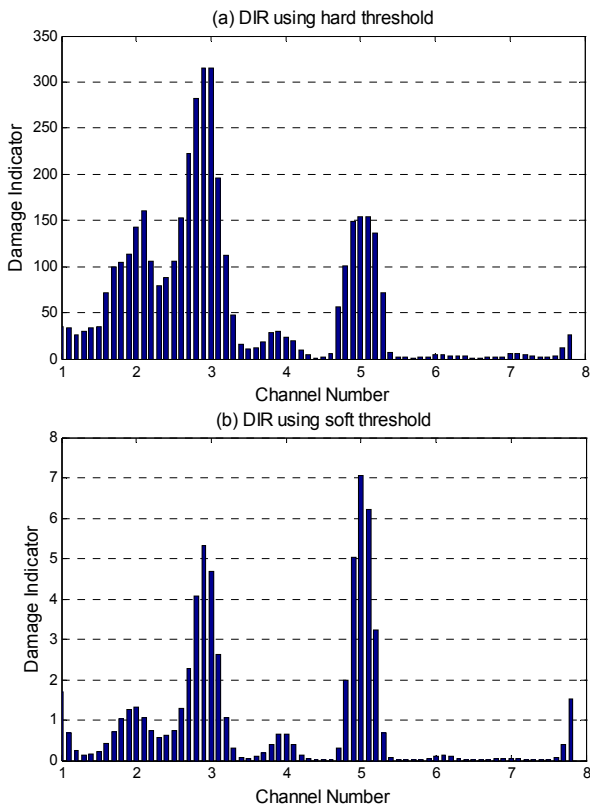 (a) DIR using hard threshold
350
300
250
200
150
100
50
0
Damage Indicator
1 2 3 4 5 6 7 8
Channel Number
(b) DIR using soft threshold
8
7
6
5
4
3
2
1
0
Damage Indicator
1 2 3 4 5 6 7 8
Channel Number